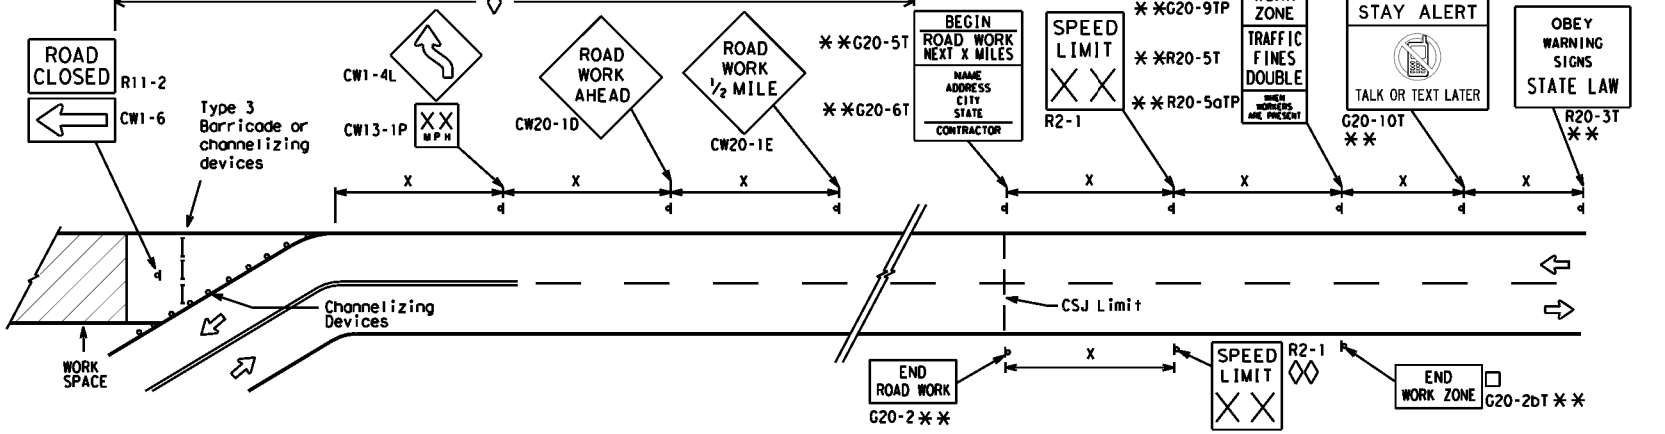 ROAD
CLOSED
R11-2
CW1-6
Type 3
Barricade or
channelizing
devices
CW1-4L
XX
MPH
CW13-1P
ROAD
WORK
AHEAD
CW20-1D
ROAD
WORK
1/2 MILE
CW20-1E
**G20-5T
BEGIN
ROAD WORK
NEXT X MILES
**G20-6T
NAME
ADDRESS
CITY
STATE
CONTRACTOR
SPEED
LIMIT
XX
R2-1
**G20-9TP
ZONE
**R20-5T
TRAFFIC
FINES
DOUBLE
**R20-5aTP
WHEN
WORKERS
ARE PRESENT
STAY ALERT
TALK OR TEXT LATER
G20-10T
**
OBEY
WARNING
SIGNS
STATE LAW
R20-3T
**
X
X
X
X
X
X
X
Channelizing
Devices
CSJ Limit
WORK
SPACE
END
ROAD WORK
G20-2 **
X
SPEED
LIMIT
XX
R2-1
END
WORK ZONE
G20-2bT **